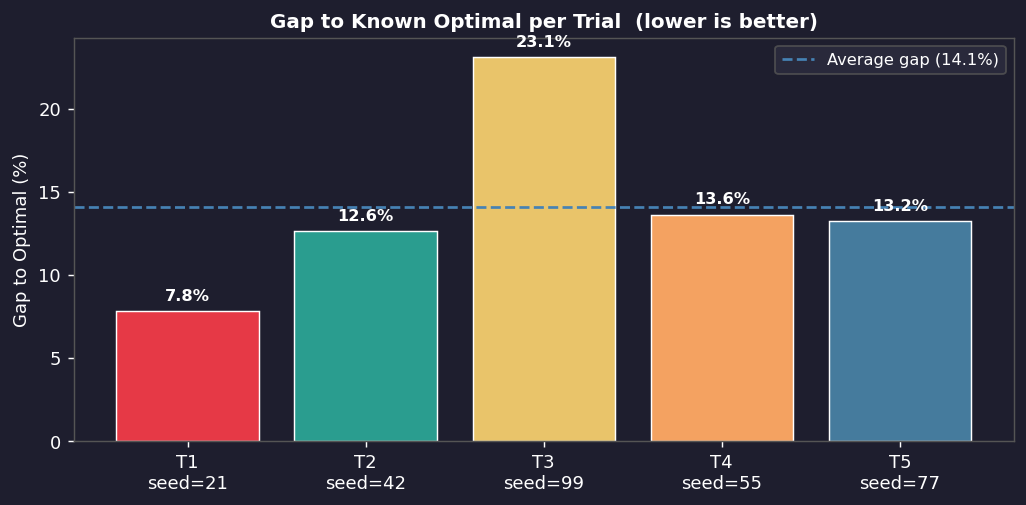 Gap to Known Optimal per Trial  (lower is better)
23.1%
Average gap (14.1%)
20
15
10
5
0
Gap to Optimal (%)
7.8%
12.6%
13.6%
13.2%
T1
seed=21
T2
seed=42
T3
seed=99
T4
seed=55
T5
seed=77